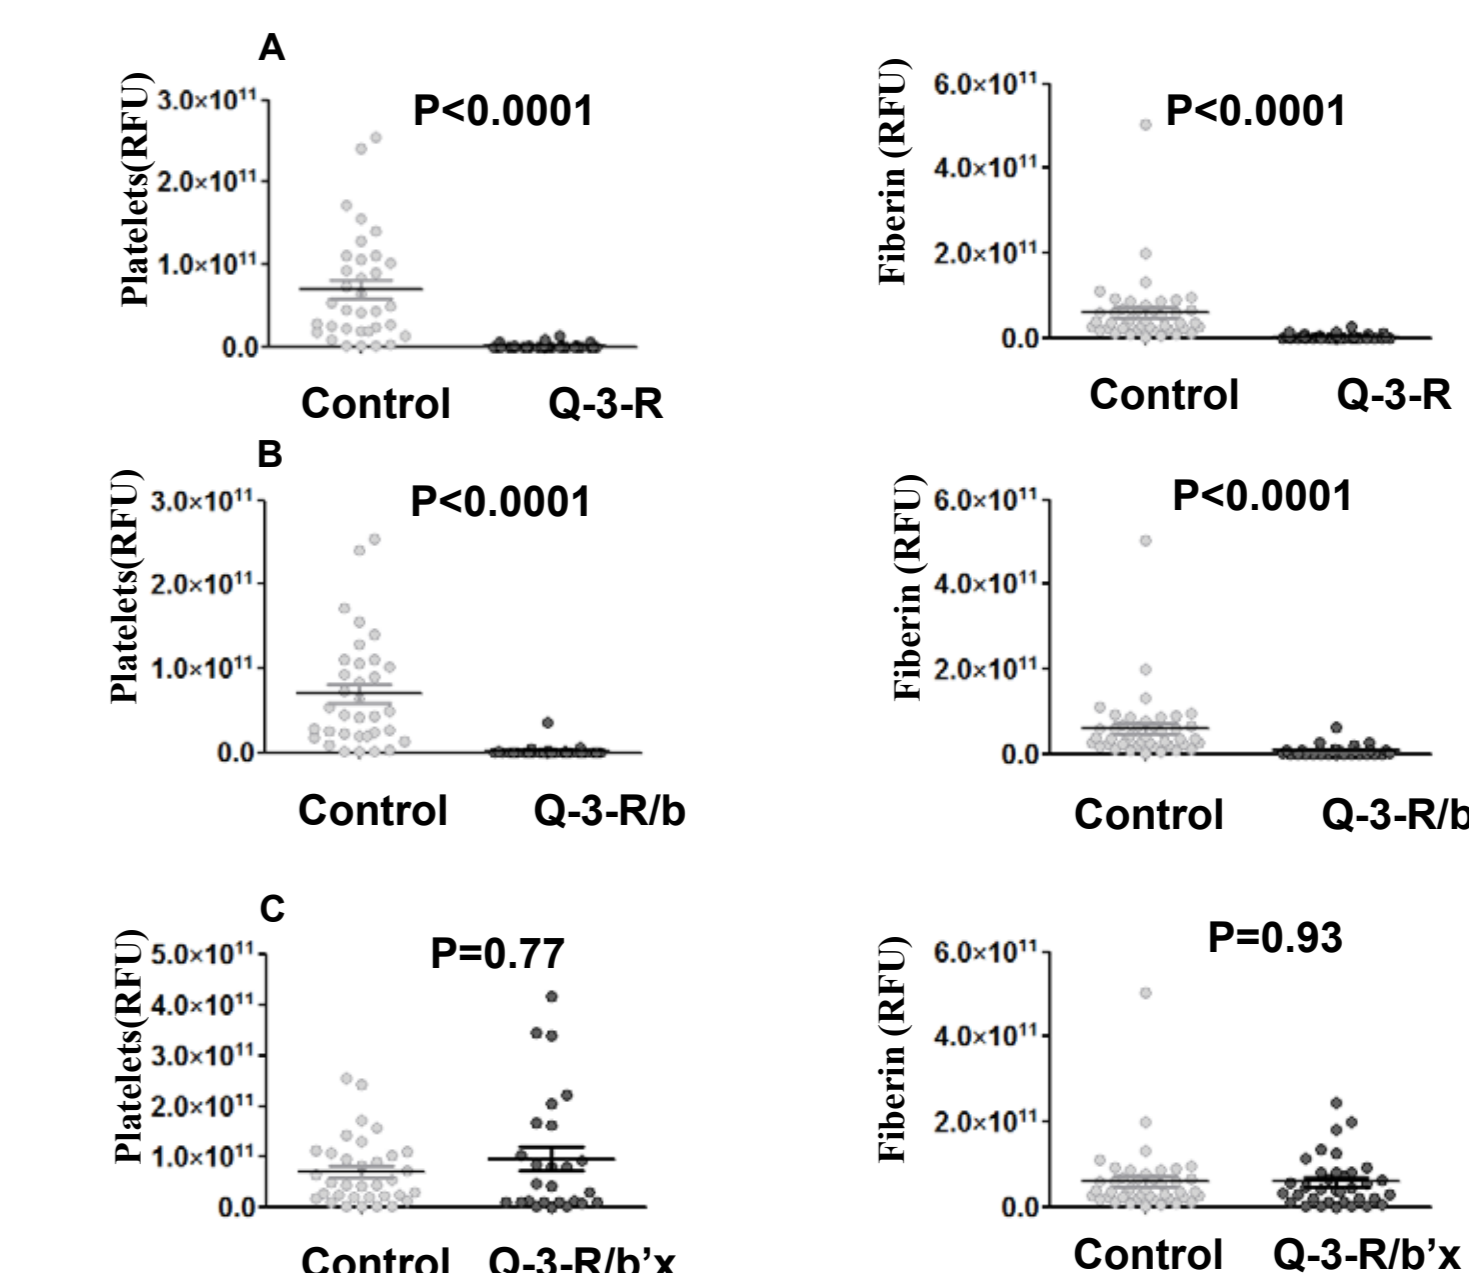 A
Platelets(RFU)
P<0.0001
3.0×10¹¹
2.0×10¹¹
1.0×10¹¹
0.0
Control Q-3-R
Fiberin (RFU)
P<0.0001
6.0×10¹¹
4.0×10¹¹
2.0×10¹¹
0.0
Control Q-3-R
B
Platelets(RFU)
P<0.0001
3.0×10¹¹
2.0×10¹¹
1.0×10¹¹
0.0
Control Q-3-R/b
Fiberin (RFU)
P<0.0001
6.0×10¹¹
4.0×10¹¹
2.0×10¹¹
0.0
Control Q-3-R/b
C
Platelets(RFU)
P=0.77
5.0×10¹¹
4.0×10¹¹
3.0×10¹¹
2.0×10¹¹
1.0×10¹¹
0.0
Control Q-3-R/b’x
Fiberin (RFU)
P=0.93
6.0×10¹¹
4.0×10¹¹
2.0×10¹¹
0.0
Control Q-3-R/b’x